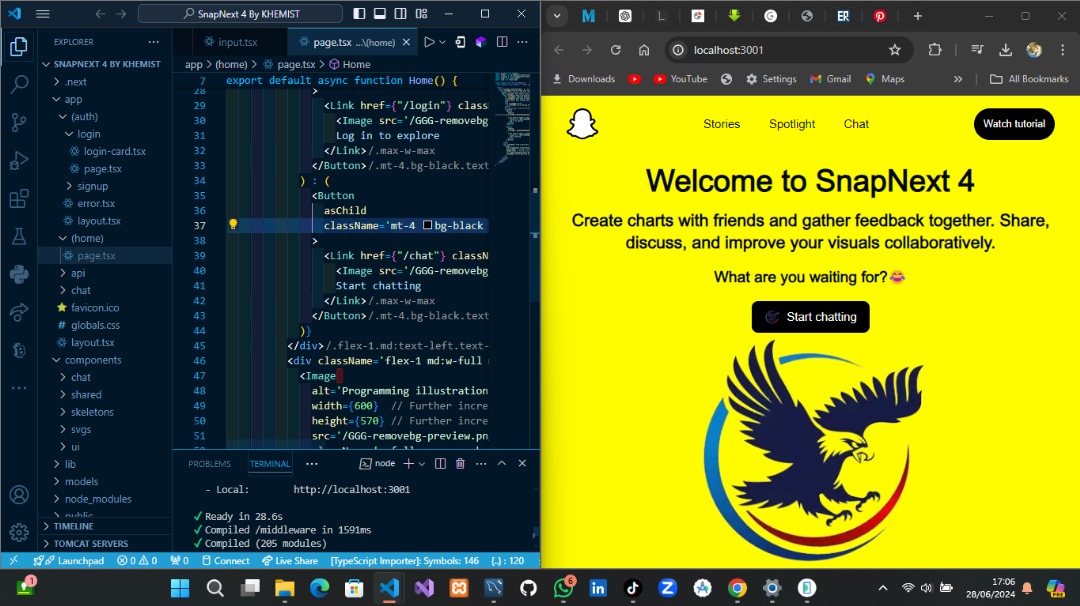 SnapNext 4 By KHEMIST
EXPLORER
SNAPNEXT 4 BY KHEMIST
.next
app
(auth)
login
login-card.tsx
page.tsx
signup
error.tsx
layout.tsx
(home)
page.tsx
api
chat
favicon.ico
globals.css
layout.tsx
components
chat
shared
skeletons
svgs
ui
lib
models
node_modules
public
TIMELINE
TOMCAT SERVERS
input.tsx
page.tsx ...\(home)
app > (home) > page.tsx > Home
7 export default async function Home() {
28 >
29 <Link href={"/login"} class
30 <Image src='/GGG-removebg
31 Log in to explore
32 </Link>/.max-w-max
33 </Button>/.mt-4.bg-black.text
34 ) : (
35 <Button
36 asChild
37 className='mt-4 bg-black
38 >
39 <Link href={"/chat"} classN
40 <Image src='/GGG-removebg
41 Start chatting
42 </Link>/.max-w-max
43 </Button>/.mt-4.bg-black.text
44 )}
45 </div>/.flex-1.md:text-left.text-
46 <div className='flex-1 md:w-full
47 <Image
48 alt='Programming illustration
49 width={600} // Further incre
50 height={570} // Further incre
51 src='/GGG-removebg-preview.pn
PROBLEMS
TERMINAL
node
- Local: http://localhost:3001
✓ Ready in 28.6s
✓ Compiled /middleware in 1591ms
✓ Compiled (205 modules)
Launchpad
0
0
0
Connect
Live Share
[TypeScript Importer]: Symbols: 146
{..} : 120
localhost:3001
Downloads
YouTube
Settings
Gmail
Maps
All Bookmarks
Stories
Spotlight
Chat
Watch tutorial
Welcome to SnapNext 4
Create charts with friends and gather feedback together. Share,
discuss, and improve your visuals collaboratively.
What are you waiting for?😂
Start chatting
1
6
17:06
28/06/2024